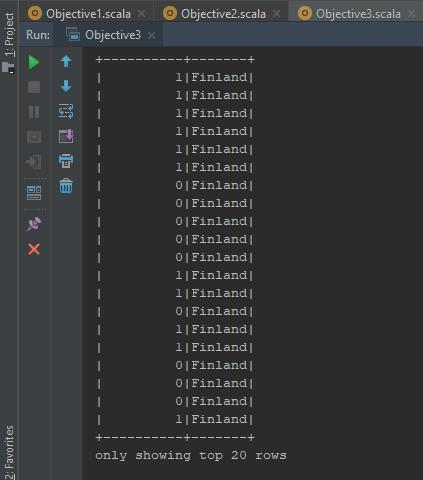 Objective1.scala
Objective2.scala
Objective3.scala
1: Project
Run:
Objective3
+----------+-------+
|         1|Finland|
|         1|Finland|
|         1|Finland|
|         1|Finland|
|         1|Finland|
|         1|Finland|
|         0|Finland|
|         0|Finland|
|         0|Finland|
|         0|Finland|
|         0|Finland|
|         1|Finland|
|         1|Finland|
|         0|Finland|
|         1|Finland|
|         1|Finland|
|         0|Finland|
|         0|Finland|
|         0|Finland|
|         1|Finland|
+----------+-------+
only showing top 20 rows
2: Favorites